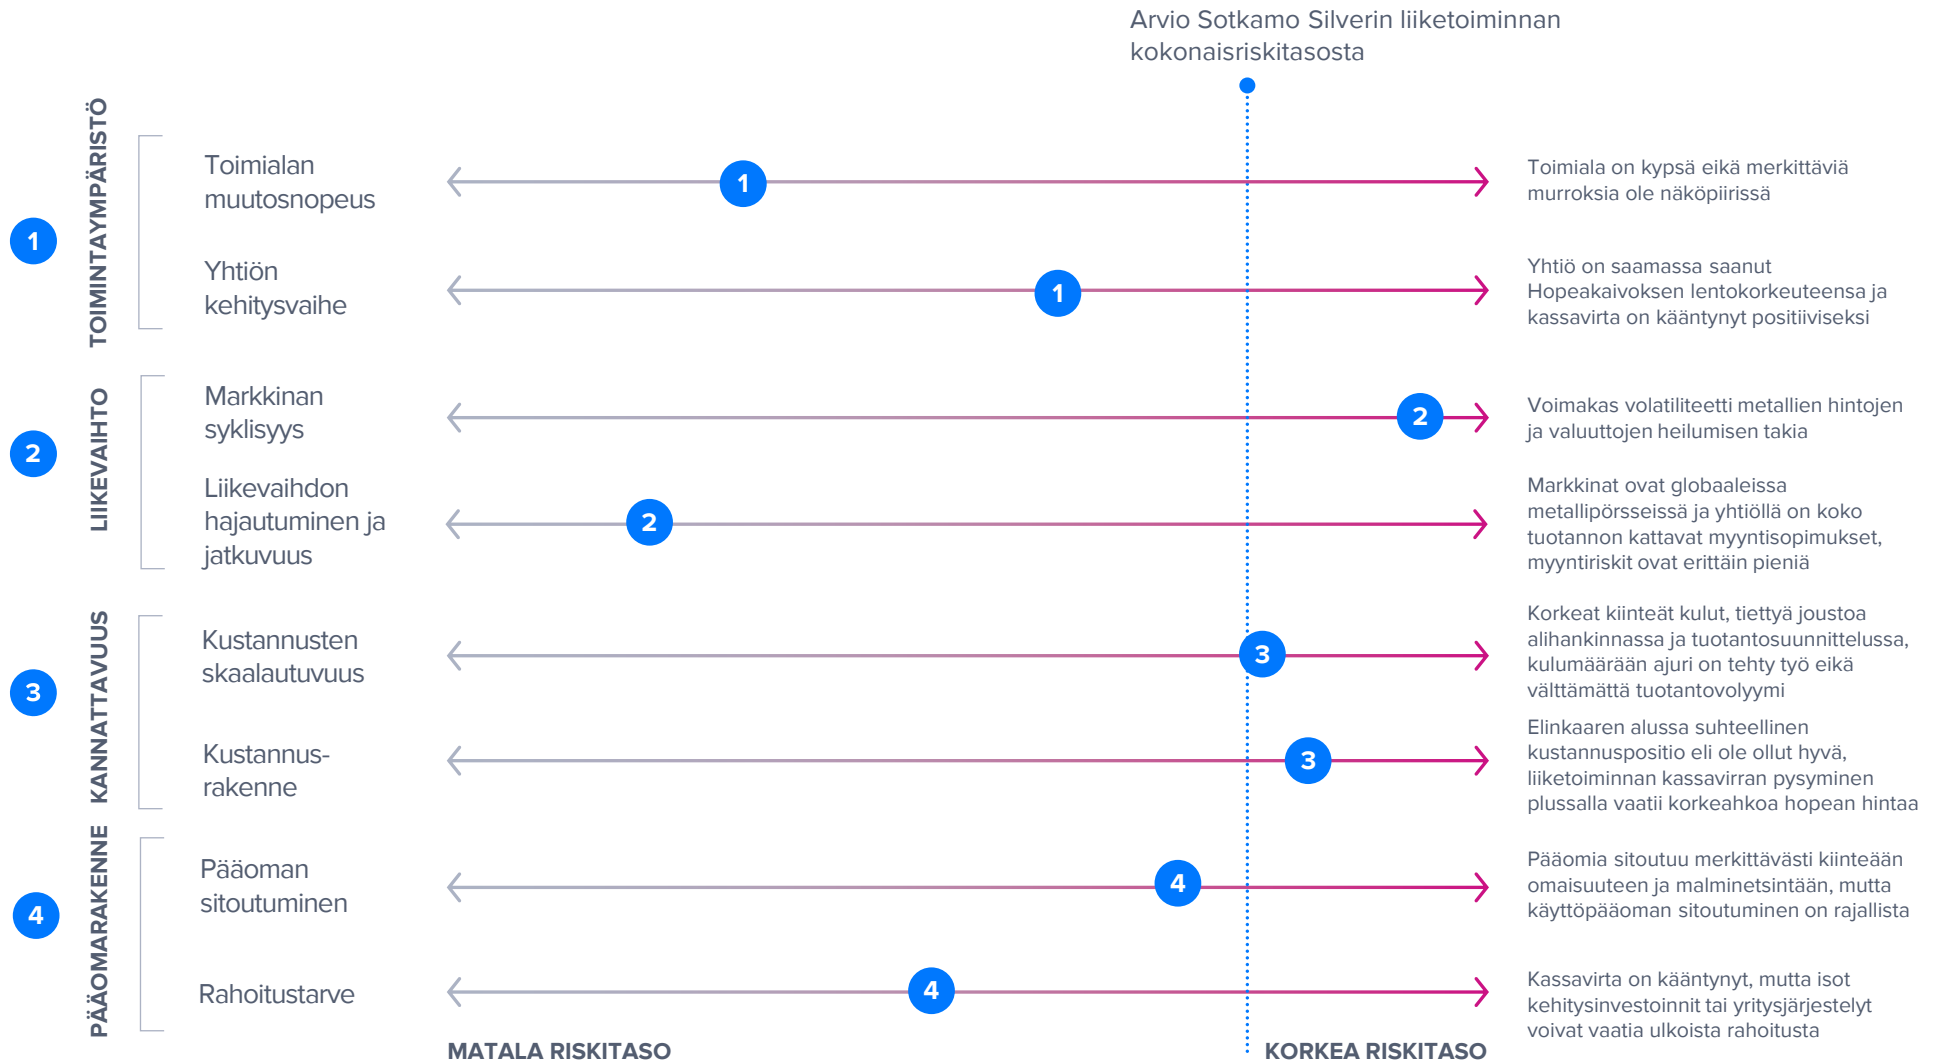 Arvio Sotkamo Silverin liiketoiminnan
kokonaisriskitasosta
1
TOIMINTAYMPÄRISTÖ
Toimialan
muutosnopeus
1
Toimiala on kypsä eikä merkittäviä
murroksia ole näköpiirissä
Yhtiön
kehitysvaihe
1
Yhtiö on saamassa saanut
Hopeakaivoksen lentokorkeuteensa ja
kassavirta on kääntynyt positiiviseksi
2
LIIKEVAIHTO
Markkinan
syklisyys
2
Voimakas volatiliteetti metallien hintojen
ja valuuttojen heilumisen takia
Liikevaihdon
hajautuminen ja
jatkuvuus
2
Markkinat ovat globaaleissa
metallipörsseissä ja yhtiöllä on koko
tuotannon kattavat myyntisopimukset,
myyntiriskit ovat erittäin pieniä
3
KANNATTAVUUS
Kustannusten
skaalautuvuus
3
Korkeat kiinteät kulut, tiettyä joustoa
alihankinnassa ja tuotantosuunnittelussa,
kulumäärään ajuri on tehty työ eikä
välttämättä tuotantovolyymi
Kustannus-
rakenne
3
Elinkaaren alussa suhteellinen
kustannuspositio eli ole ollut hyvä,
liiketoiminnan kassavirran pysyminen
plussalla vaatii korkeahkoa hopean hintaa
4
PÄÄOMARAKENNE
Pääoman
sitoutuminen
4
Pääomia sitoutuu merkittävästi kiinteään
omaisuuteen ja malminetsintään, mutta
käyttöpääoman sitoutuminen on rajallista
Rahoitustarve
4
Kassavirta on kääntynyt, mutta isot
kehitysinvestoinnit tai yritysjärjestelyt
voivat vaatia ulkoista rahoitusta
MATALA RISKITASO
KORKEA RISKITASO